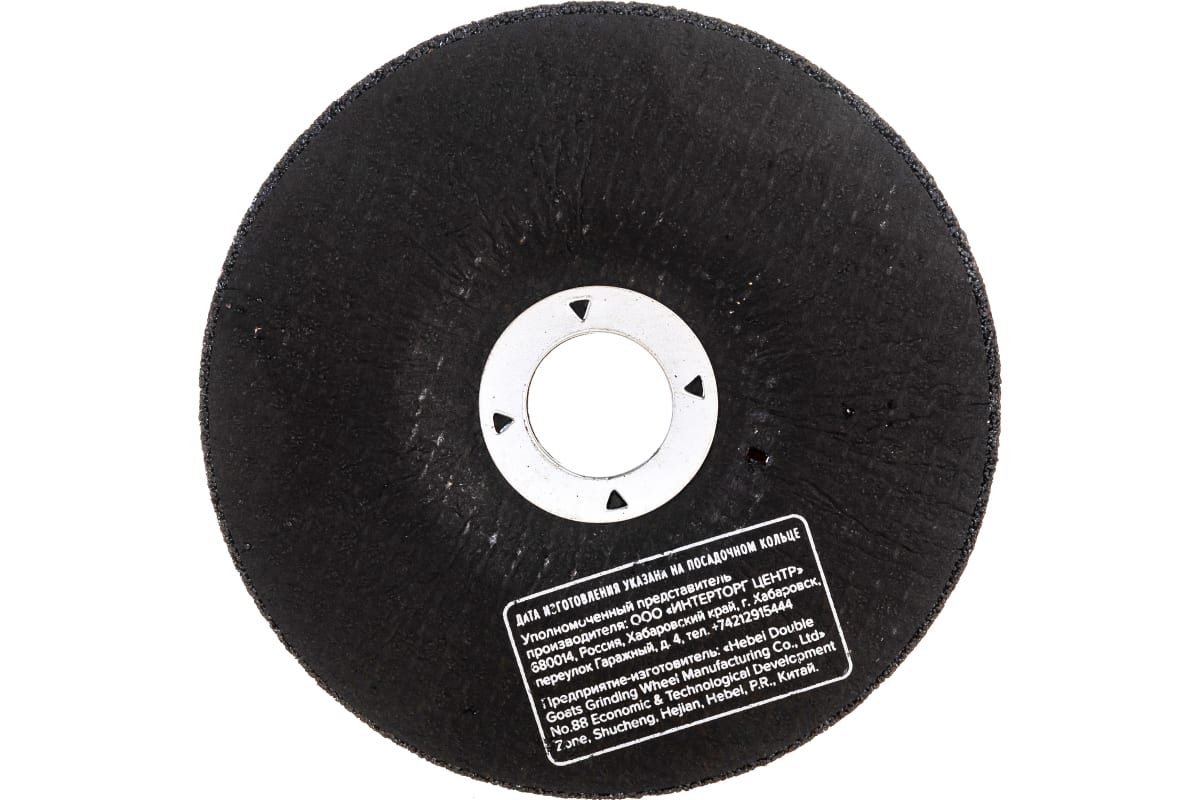 ДАТА ИЗГОТОВЛЕНИЯ УКАЗАНА НА ПОСАДОЧНОМ КОЛЬЦЕ
Уполномоченный представитель
производителя: ООО «ИНТЕРТОРГ ЦЕНТР»
680014, Россия, Хабаровский край, г. Хабаровск,
переулок Гаражный, д. 4, тел. +74212915444
Предприятие-изготовитель: «Hebei Double
Goats Grinding Wheel Manufacturing Co., Ltd»
No.88 Economic & Technological Development
Zone, Shucheng, Hejian, Hebei, P.R., Китай.